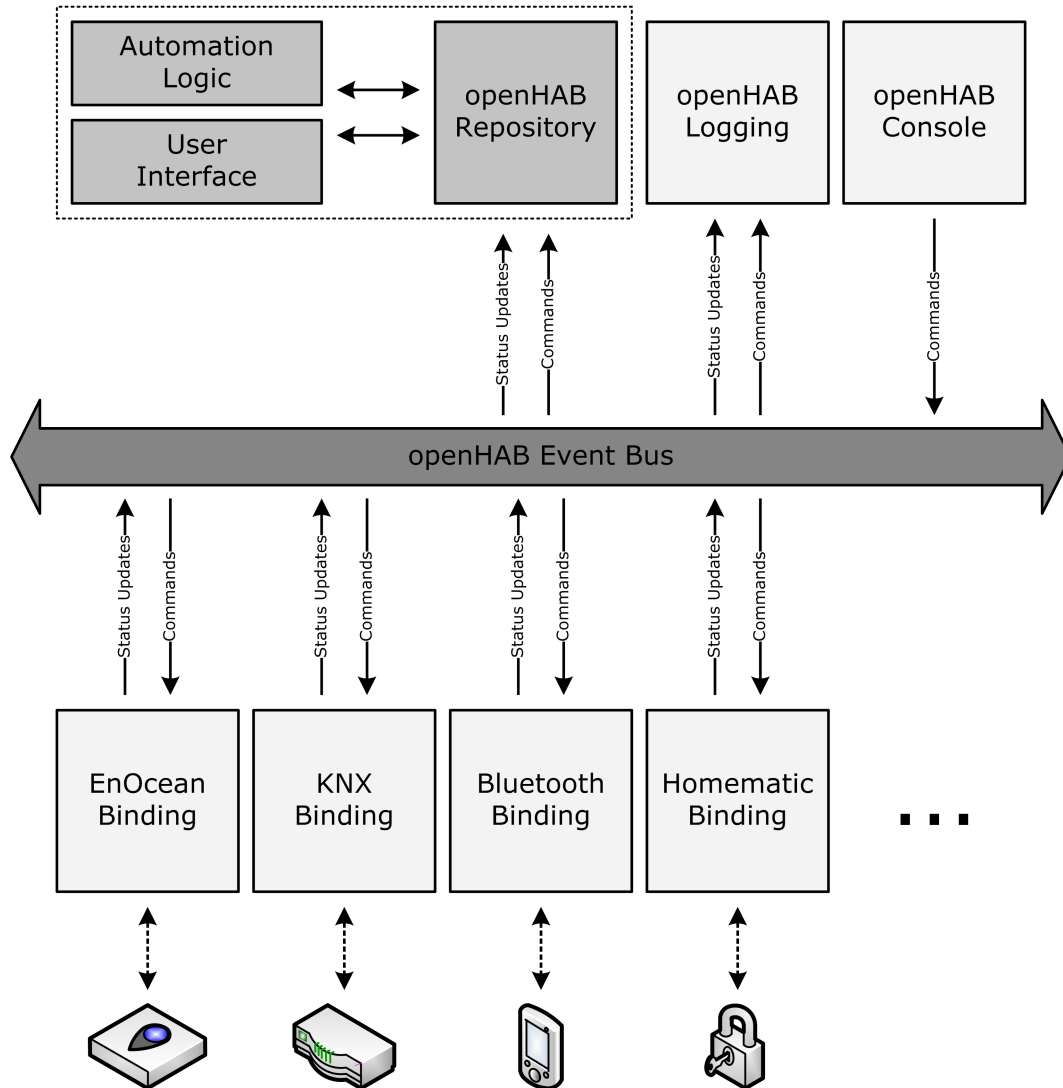 Automation
Logic
User
Interface
openHAB
Repository
openHAB
Logging
openHAB
Console
Status Updates
Commands
Status Updates
Commands
Commands
openHAB Event Bus
Status Updates
Commands
Status Updates
Commands
Status Updates
Commands
Status Updates
Commands
EnOcean
Binding
KNX
Binding
Bluetooth
Binding
Homematic
Binding
...